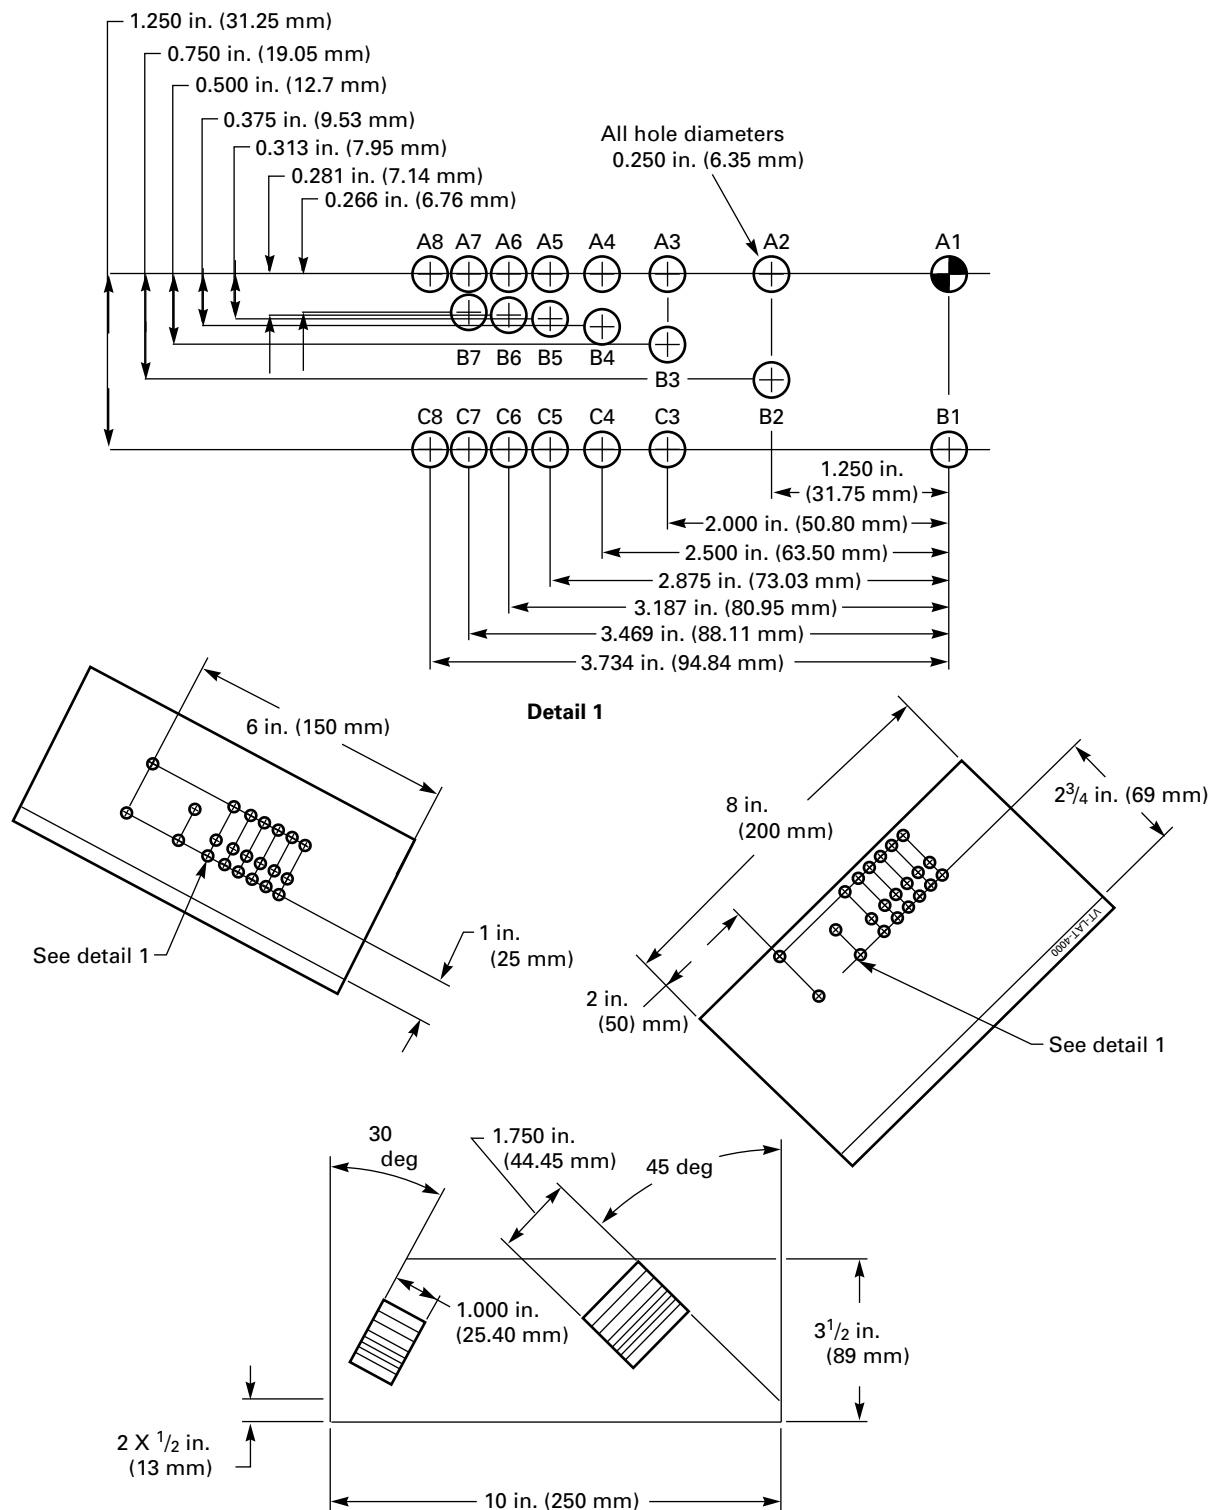 1.250 in. (31.25 mm)
0.750 in. (19.05 mm)
0.500 in. (12.7 mm)
0.375 in. (9.53 mm)
0.313 in. (7.95 mm)
0.281 in. (7.14 mm)
0.266 in. (6.76 mm)
All hole diameters
0.250 in. (6.35 mm)
A8 A7 A6 A5 A4 A3 A2 A1
B7 B6 B5 B4
B3
C8 C7 C6 C5 C4 C3 B2 B1
1.250 in.
(31.75 mm)
2.000 in. (50.80 mm)
2.500 in. (63.50 mm)
2.875 in. (73.03 mm)
3.187 in. (80.95 mm)
3.469 in. (88.11 mm)
3.734 in. (94.84 mm)
Detail 1
6 in. (150 mm)
See detail 1
1 in.
(25 mm)
8 in.
(200 mm)
2 3/4 in. (69 mm)
VT-LAT-4000
2 in.
(50) mm)
See detail 1
30
deg
1.750 in.
(44.45 mm)
45 deg
1.000 in.
(25.40 mm)
3 1/2 in.
(89 mm)
2 X 1/2 in.
(13 mm)
10 in. (250 mm)